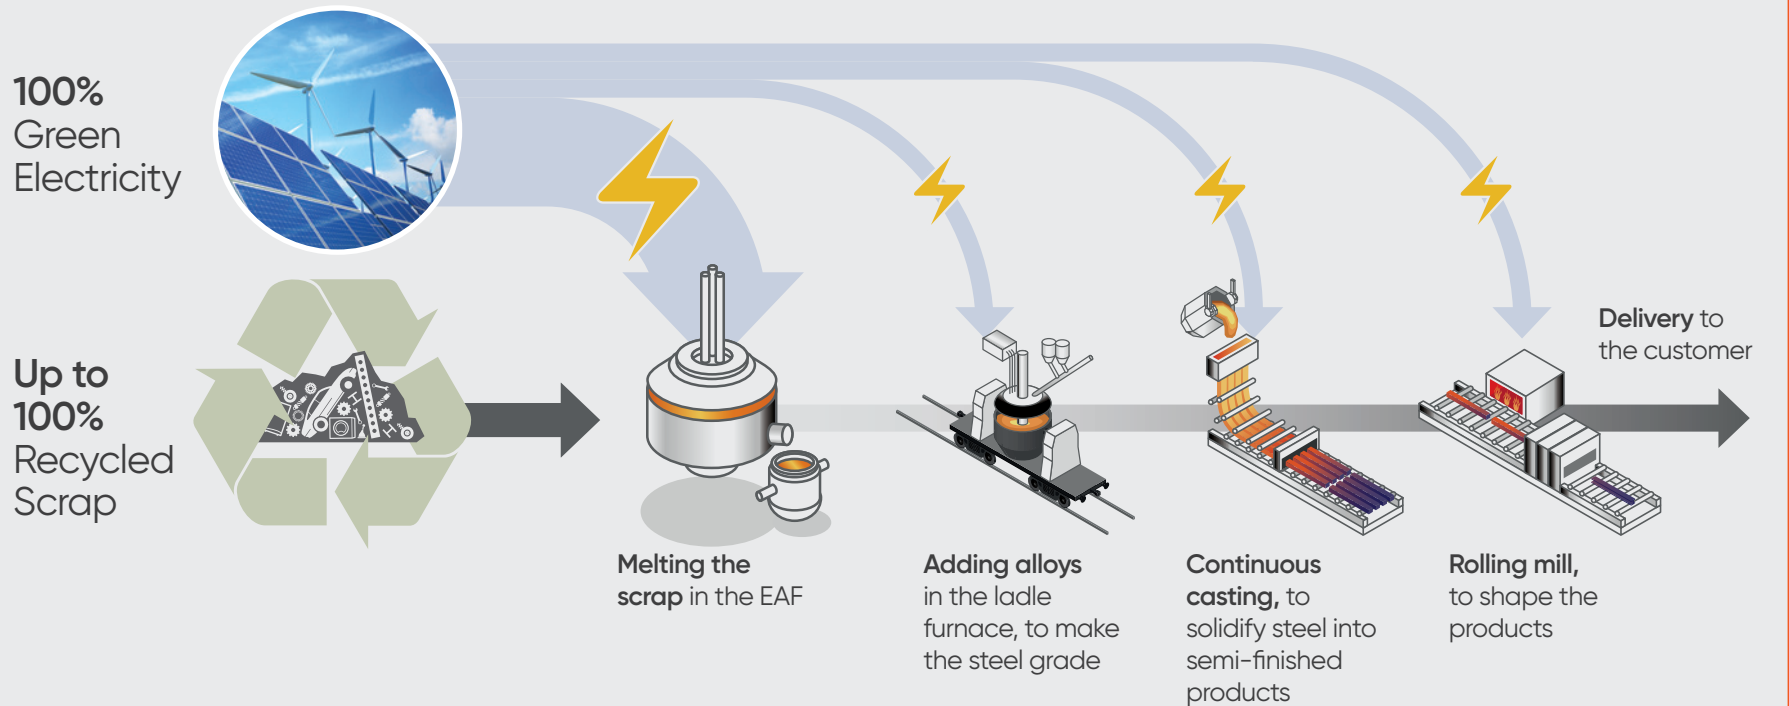 100%
Green
Electricity
Up to
100%
Recycled
Scrap
Delivery to
the customer
Melting the
scrap in the EAF
Adding alloys
in the ladle
furnace, to make
the steel grade
Continuous
casting, to
solidify steel into
semi-finished
products
Rolling mill,
to shape the
products